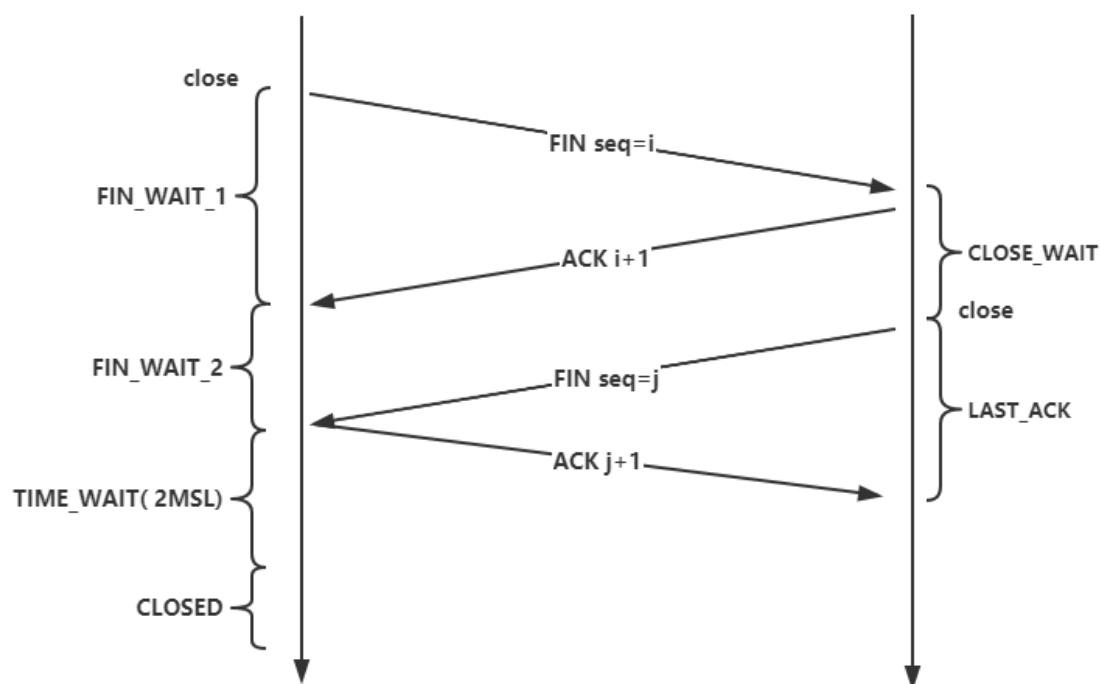 close
FIN seq=i
FIN_WAIT_1
CLOSE_WAIT
ACK i+1
close
FIN_WAIT_2
FIN seq=j
LAST_ACK
ACK j+1
TIME_WAIT( 2MSL)
CLOSED